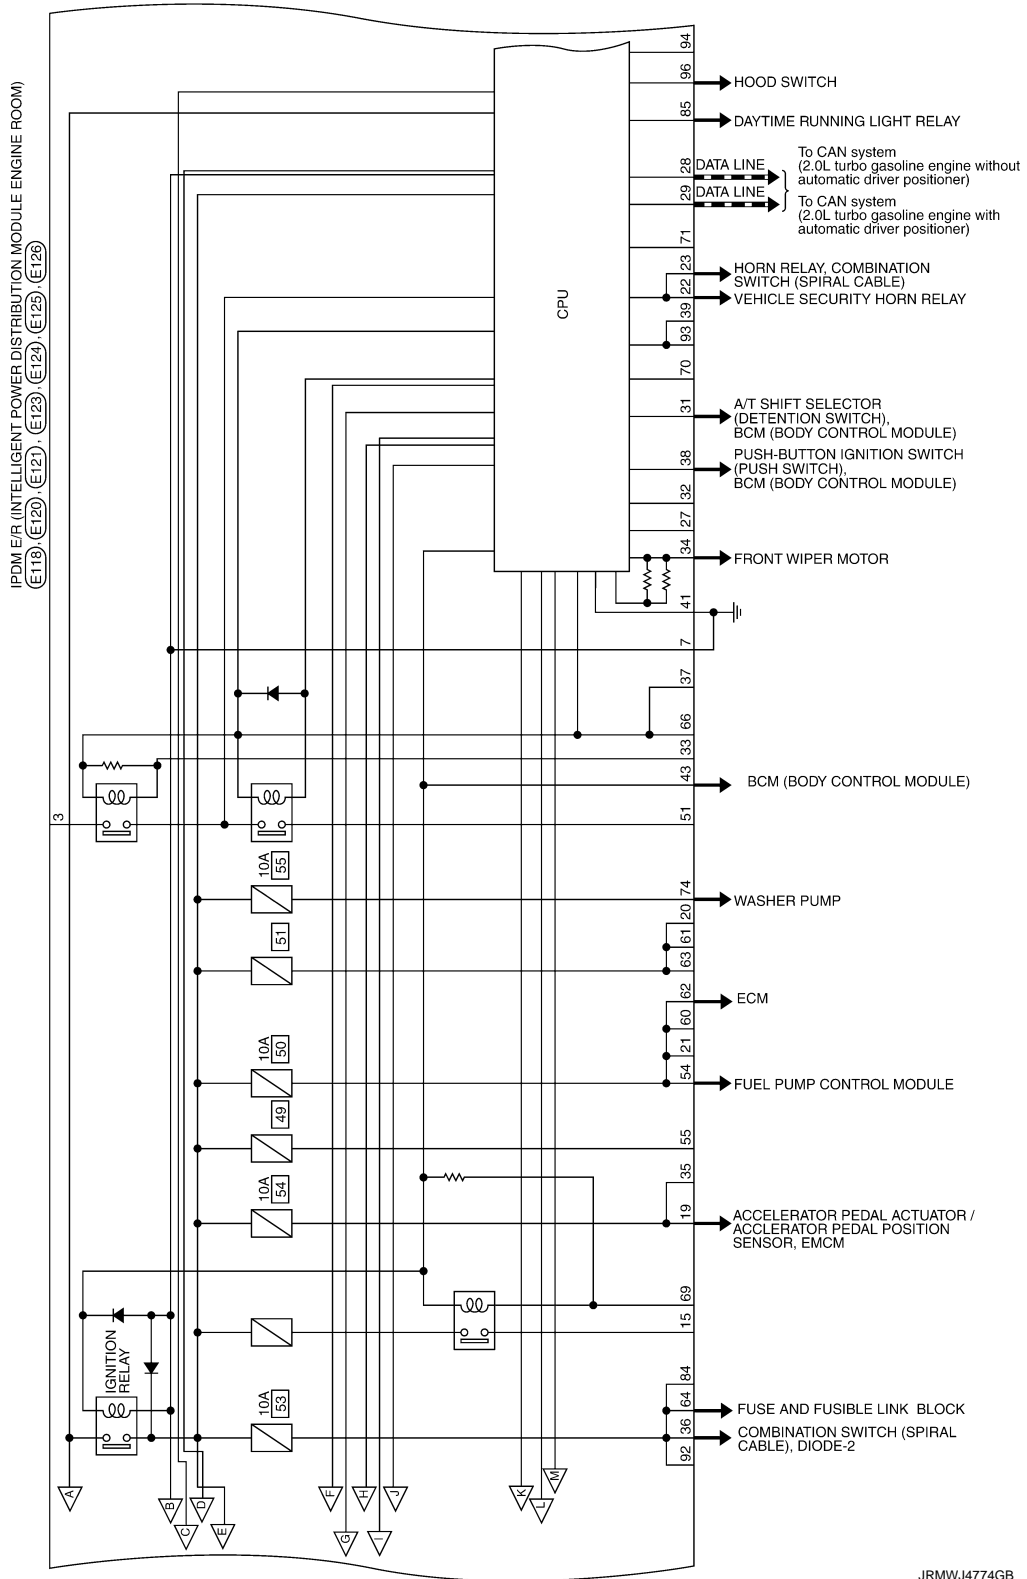 IPDM E/R (INTELLIGENT POWER DISTRIBUTION MODULE ENGINE ROOM)
E118 , E120 , E121 , E123 , E124 , E125 , E126
CPU
94
96
HOOD SWITCH
85
DAYTIME RUNNING LIGHT RELAY
28
DATA LINE
To CAN system
(2.0L turbo gasoline engine without
automatic driver positioner)
29
DATA LINE
To CAN system
(2.0L turbo gasoline engine with
automatic driver positioner)
71
23
HORN RELAY, COMBINATION
SWITCH (SPIRAL CABLE)
22
VEHICLE SECURITY HORN RELAY
39
93
70
31
A/T SHIFT SELECTOR
(DETENTION SWITCH),
BCM (BODY CONTROL MODULE)
38
PUSH-BUTTON IGNITION SWITCH
(PUSH SWITCH),
BCM (BODY CONTROL MODULE)
32
27
34
FRONT WIPER MOTOR
41
7
37
66
33
43
BCM (BODY CONTROL MODULE)
3
51
10A
55
74
WASHER PUMP
20
51
61
63
62
ECM
60
10A
50
21
54
FUEL PUMP CONTROL MODULE
49
55
10A
54
35
19
ACCELERATOR PEDAL ACTUATOR /
ACCLERATOR PEDAL POSITION
SENSOR, EMCM
69
15
IGNITION
RELAY
10A
53
84
64
FUSE AND FUSIBLE LINK BLOCK
36
COMBINATION SWITCH (SPIRAL
CABLE), DIODE-2
92
A
B
C
D
E
F
G
H
I
J
K
L
M
JRMWJ4774GB